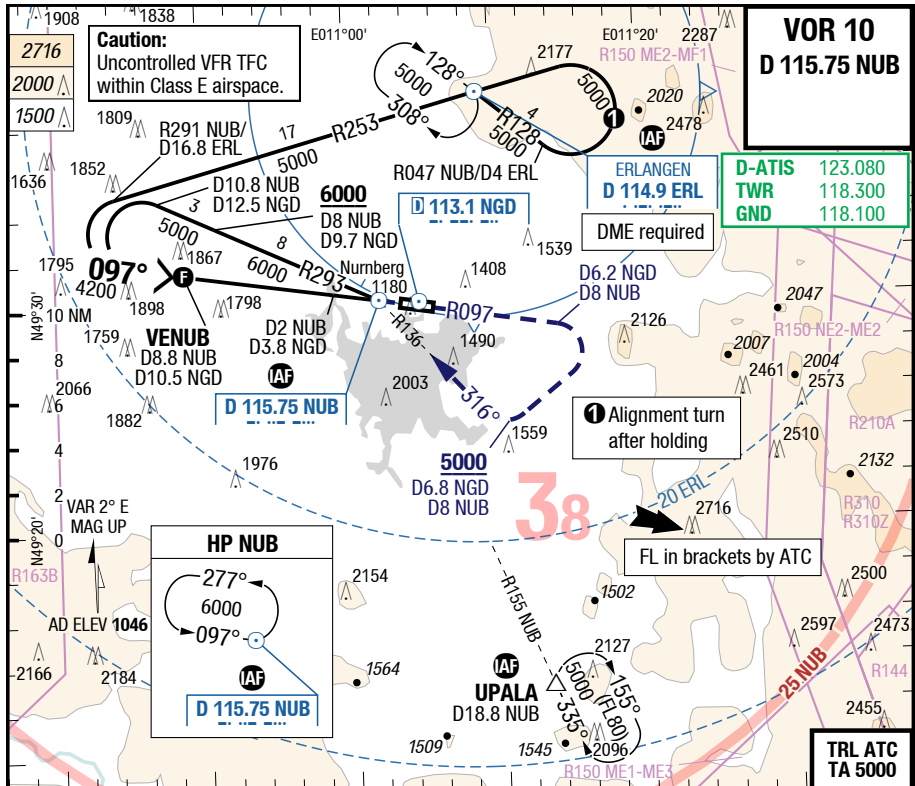 1908
1838
E011°00'
E011°20'
2287
VOR 10
D 115.75 NUB
2716
2000
1500
Caution:
Uncontrolled VFR TFC
within Class E airspace.
128°
5000
308°
2177
R150 ME2-MF1
5000
1
2020
2478
IAF
1809
R291 NUB/
D16.8 ERL
17
R253
5000
4
R128
5000
R047 NUB/D4 ERL
ERLANGEN
D 114.9 ERL
DME required
D-ATIS 123.080
TWR 118.300
GND 118.100
1636
1852
D10.8 NUB
D12.5 NGD
3
5000
6000
D8 NUB
D9.7 NGD
D 113.1 NGD
1539
8
6000
R293
1867
097°
F
1795
4200
1898
1798
Nurnberg
1180
1408
D6.2 NGD
D8 NUB
R097
N49°30'
10 NM
1759
VENUB
D8.8 NUB
D10.5 NGD
D2 NUB
D3.8 NGD
R136
1490
316°
2047
R150 NE2-ME2
2126
2007
2004
2461
2573
8
2066
6
1882
IAF
D 115.75 NUB
2003
1559
1 Alignment turn
after holding
R210A
2510
4
1976
5000
D6.8 NGD
D8 NUB
38
20 ERL
2132
2
VAR 2° E
MAG UP
2716
R310
R310Z
N49°20'
0
HP NUB
277°
6000
097°
FL in brackets by ATC
R163B
2154
R155 NUB
1502
2500
AD ELEV 1046
2127
2597
2473
2166
2184
IAF
D 115.75 NUB
1564
IAF
UPALA
D18.8 NUB
5000
(FL80)
155°
335°
25 NUB
R144
1509
1545
2096
2455
R150 ME1-ME3
TRL ATC
TA 5000